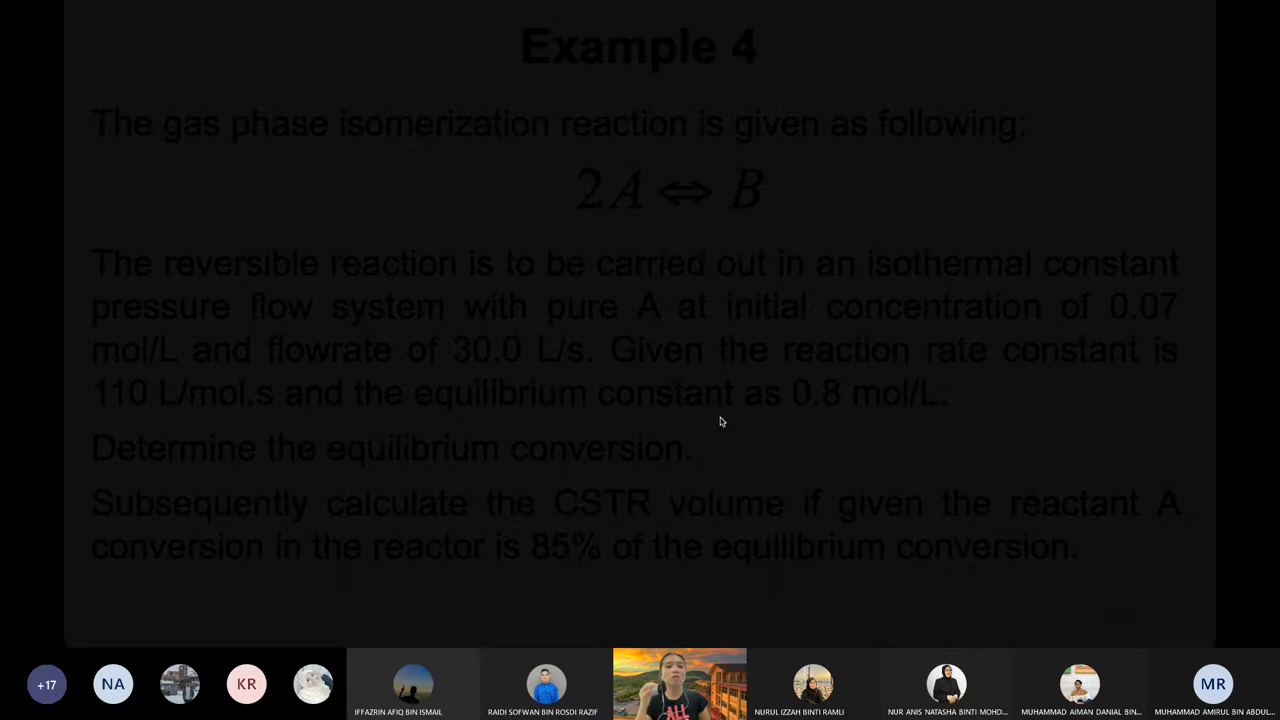 Example 4
The gas phase isomerization reaction is given as following:
2A ⇔ B
The reversible reaction is to be carried out in an isothermal constant
pressure flow system with pure A at initial concentration of 0.07
mol/L and flowrate of 30.0 L/s. Given the reaction rate constant is
110 L/mol.s and the equilibrium constant as 0.8 mol/L.
Determine the equilibrium conversion.
Subsequently calculate the CSTR volume if given the reactant A
conversion in the reactor is 85% of the equilibrium conversion.
+17
NA
KR
ALL
MR
IFFAZRIN AFIQ BIN ISMAIL
RAIDI SOFWAN BIN ROSDI RAZIF
NURUL IZZAH BINTI RAMLI
NUR ANIS NATASHA BINTI MOHD...
MUHAMMAD AIMAN DANIAL BIN...
MUHAMMAD AMIRUL BIN ABDUL...